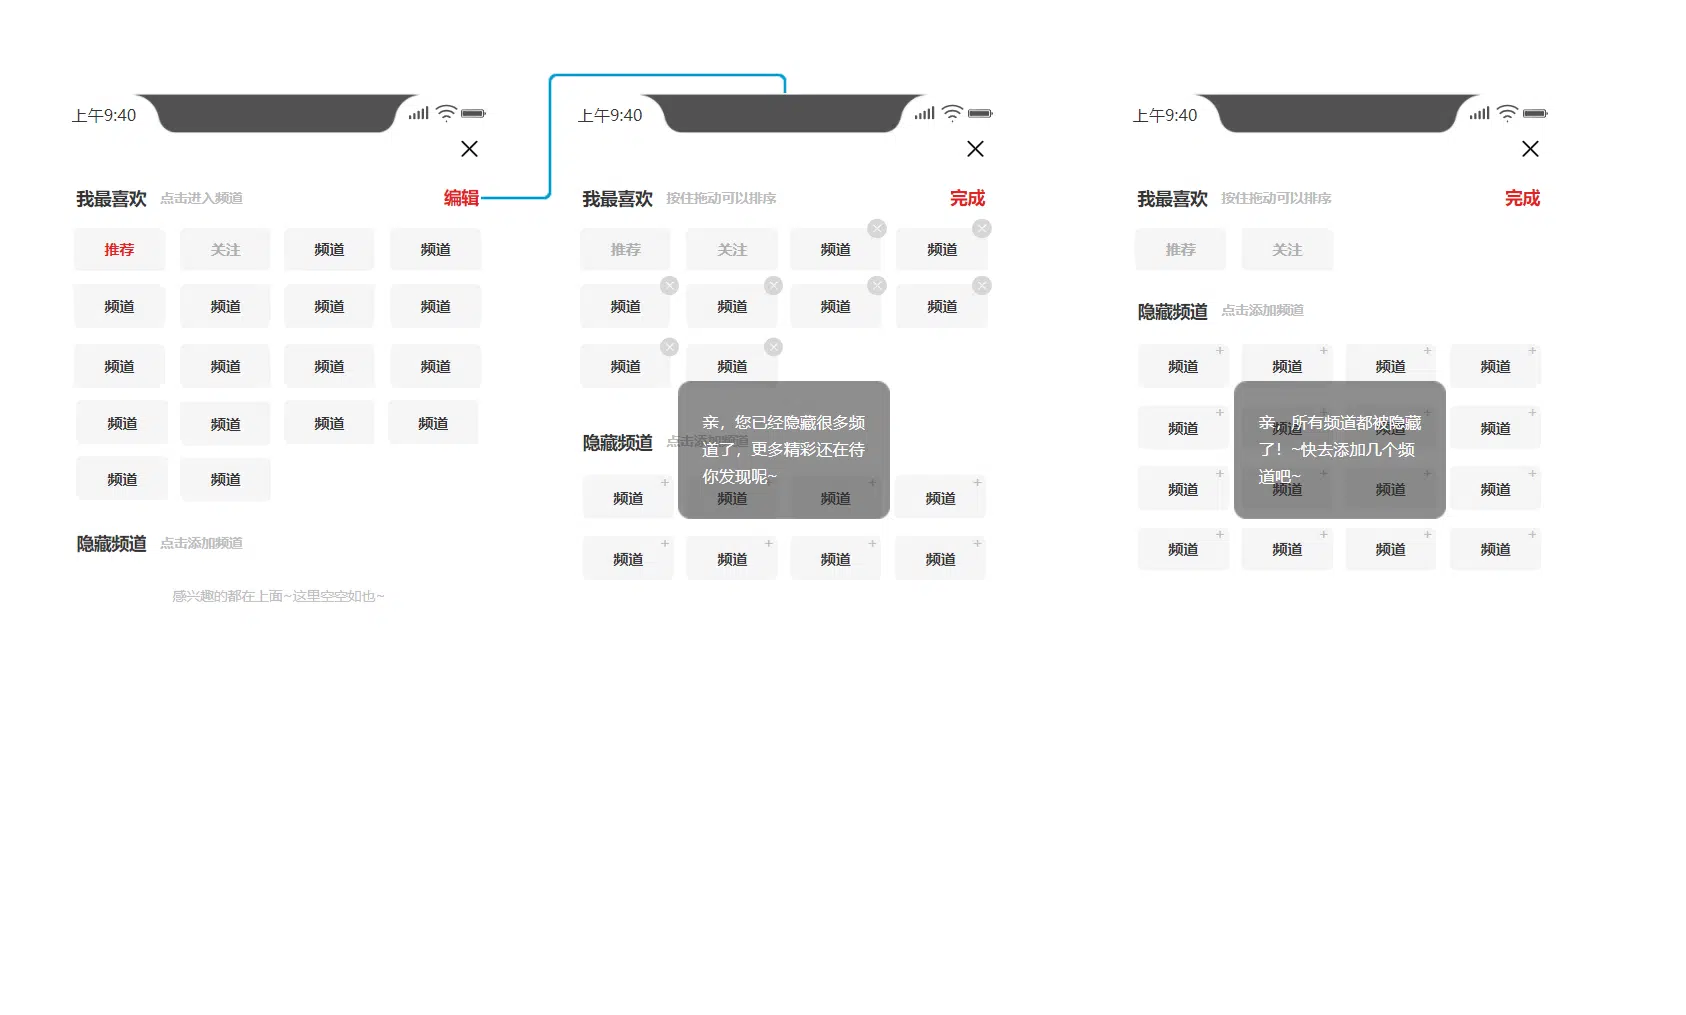 上午9:40
我最喜欢 点击进入频道 编辑
推荐 关注 频道 频道
频道 频道 频道 频道
频道 频道 频道 频道
频道 频道 频道 频道
频道 频道
隐藏频道 点击添加频道
感兴趣的都在上面~这里空空如也~
上午9:40
我最喜欢 按住拖动可以排序 完成
推荐 关注 频道 频道
频道 频道 频道 频道
频道 频道
隐藏频道 点击添加频道
亲，您已经隐藏很多频
道了，更多精彩还在待
你发现呢~
频道 频道 频道 频道
频道 频道 频道 频道
上午9:40
我最喜欢 按住拖动可以排序 完成
推荐 关注
隐藏频道 点击添加频道
频道 频道 频道 频道
频道 频道 频道 频道
亲，所有频道都被隐藏
了！~快去添加几个频
道吧~
频道 频道 频道 频道
频道 频道 频道 频道